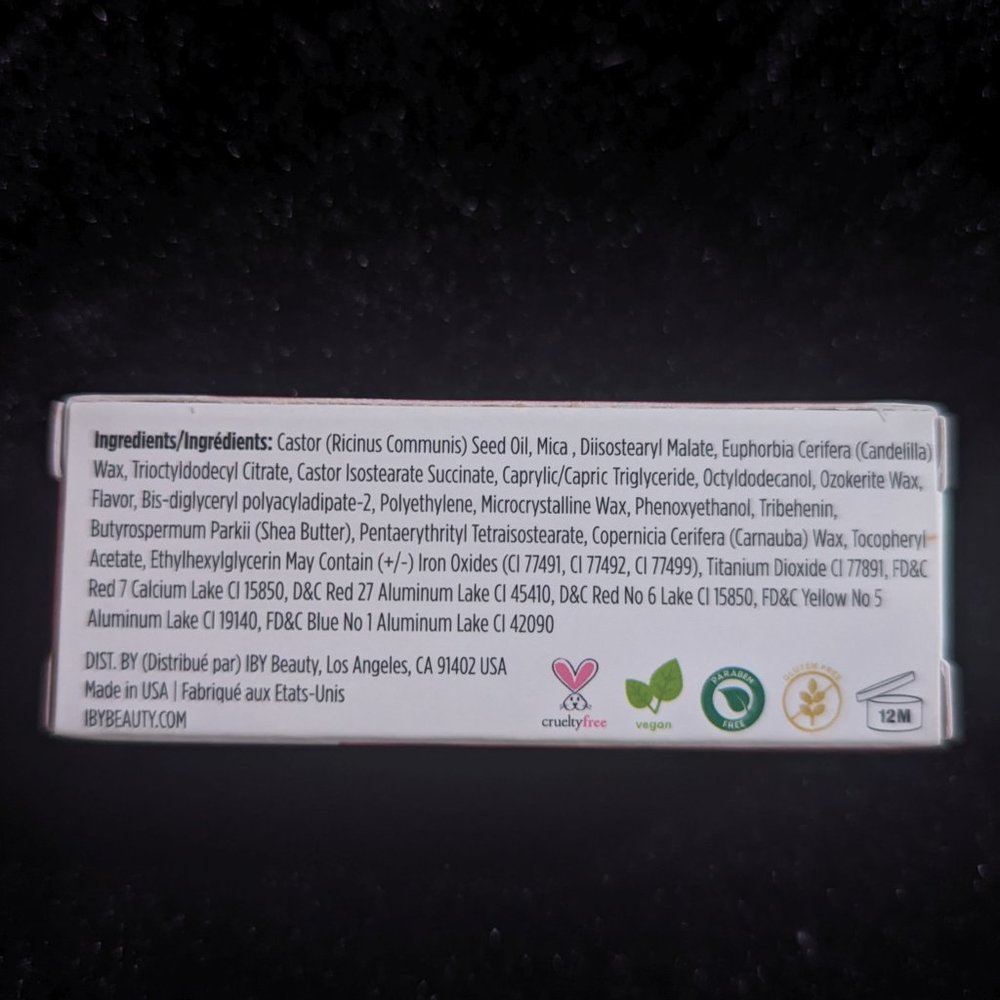 Ingredients/Ingrédients: Castor (Ricinus Communis) Seed Oil, Mica , Diisostearyl Malate, Euphorbia Cerifera (Candelilla)
Wax, Trioctyldodecyl Citrate, Castor Isostearate Succinate, Caprylic/Capric Triglyceride, Octyldodecanol, Ozokerite Wax,
Flavor, Bis-diglyceryl polyacyladipate-2, Polyethylene, Microcrystalline Wax, Phenoxyethanol, Tribehenin,
Butyrospermum Parkii (Shea Butter), Pentaerythrityl Tetraisostearate, Copernicia Cerifera (Carnauba) Wax, Tocopheryl
Acetate, Ethylhexylglycerin May Contain (+/-) Iron Oxides (CI 77491, CI 77492, CI 77499), Titanium Dioxide CI 77891, FD&C
Red 7 Calcium Lake CI 15850, D&C Red 27 Aluminum Lake CI 45410, D&C Red No 6 Lake CI 15850, FD&C Yellow No 5
Aluminum Lake CI 19140, FD&C Blue No 1 Aluminum Lake CI 42090
DIST. BY (Distribué par) IBY Beauty, Los Angeles, CA 91402 USA
Made in USA | Fabriqué aux Etats-Unis
IBYBEAUTY.COM
crueltyfree
vegan
PARABEN FREE
GLUTEN FREE
12M